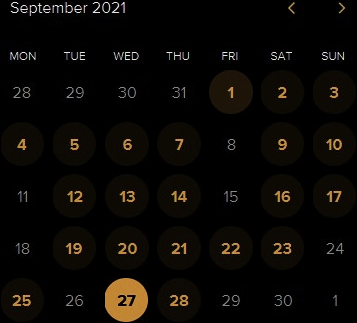 September 2021
MON TUE WED THU FRI SAT SUN
28 29 30 31 1 2 3
4 5 6 7 8 9 10
11 12 13 14 15 16 17
18 19 20 21 22 23 24
25 26 27 28 29 30 1